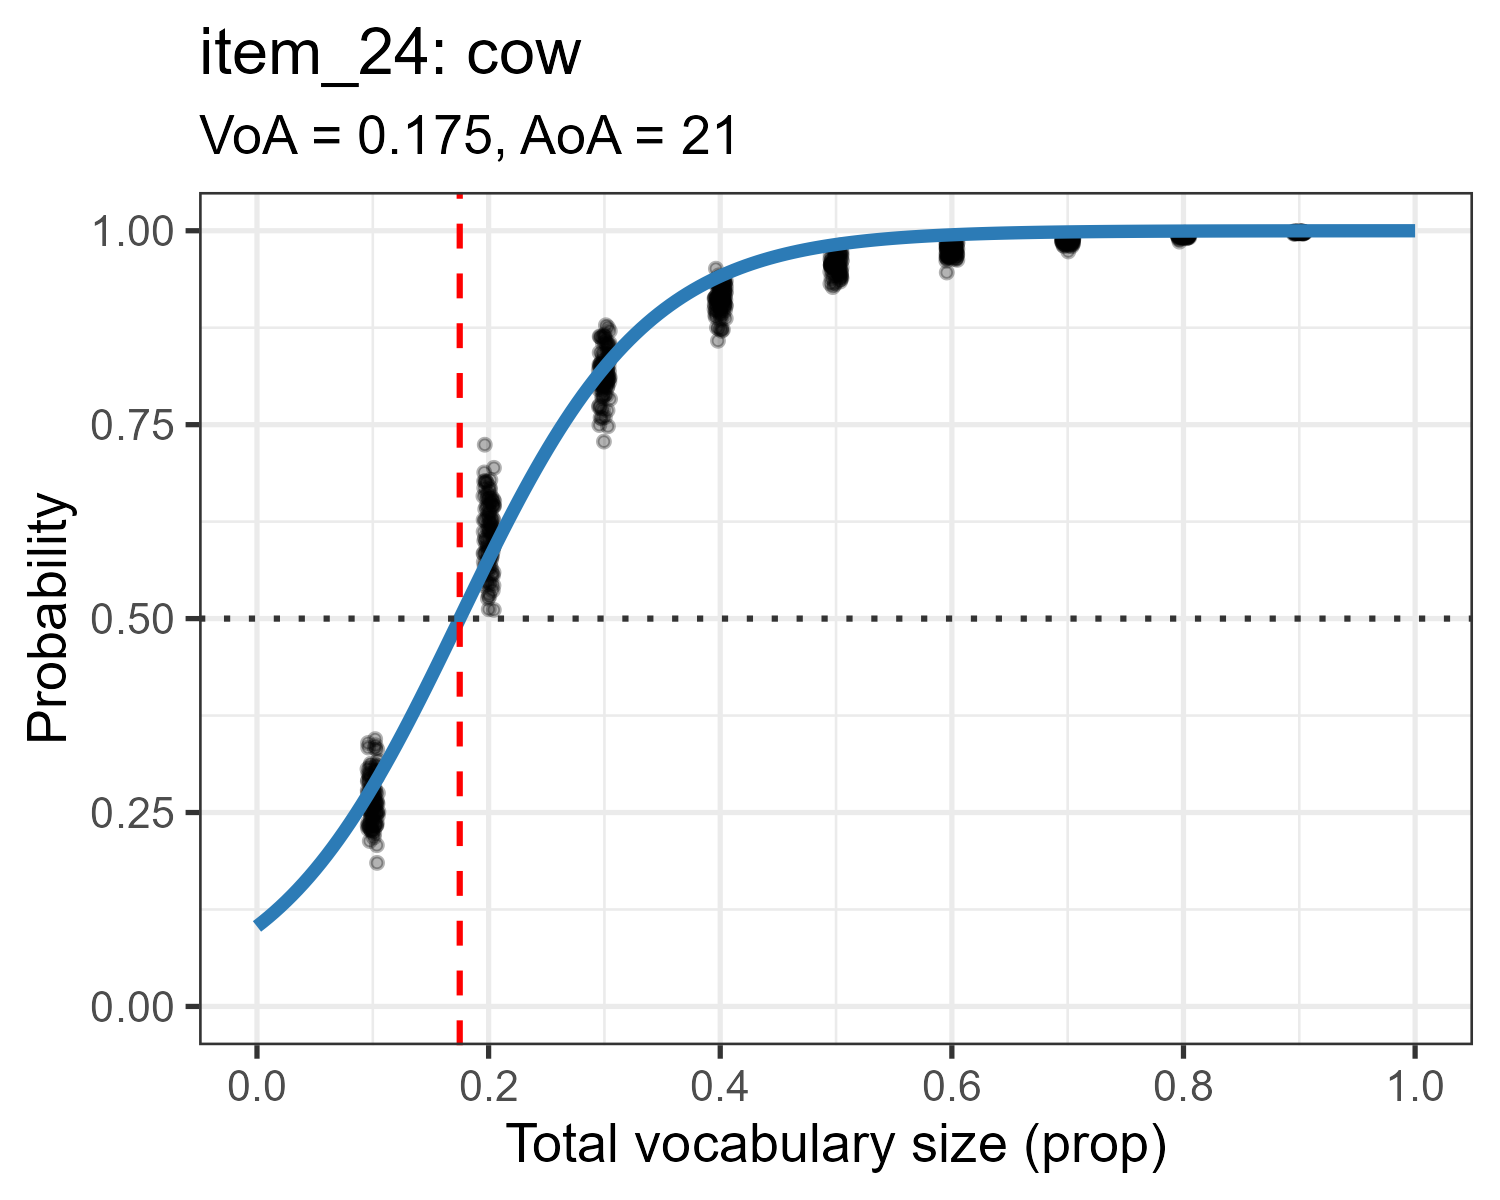 item_24: cow
VoA = 0.175, AoA = 21
1.00
0.75
0.50
0.25
0.00
Probability
0.0 0.2 0.4 0.6 0.8 1.0
Total vocabulary size (prop)